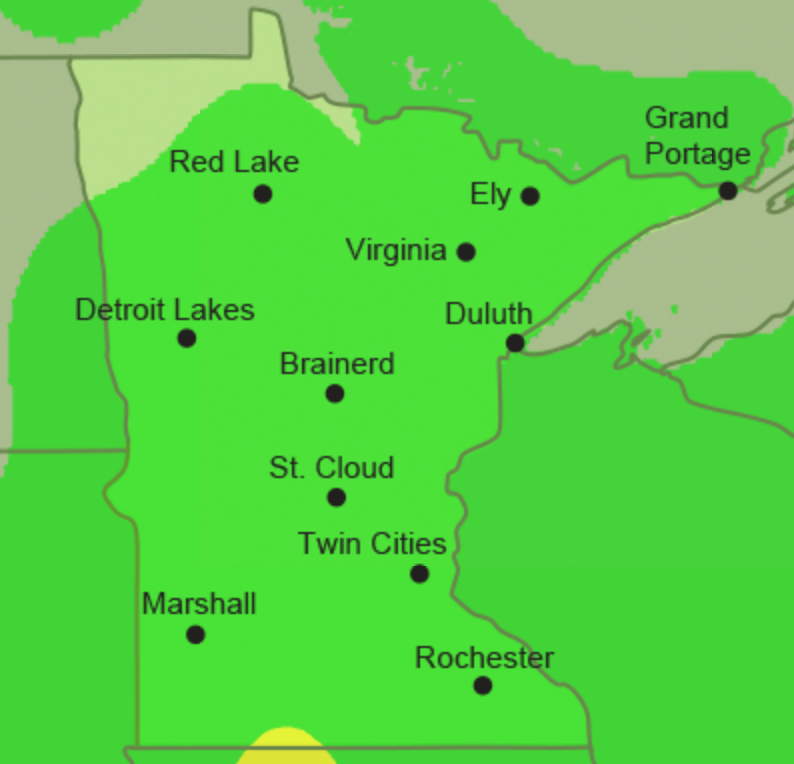 Grand
Portage
Red Lake
Ely
Virginia
Detroit Lakes
Duluth
Brainerd
St. Cloud
Twin Cities
Marshall
Rochester